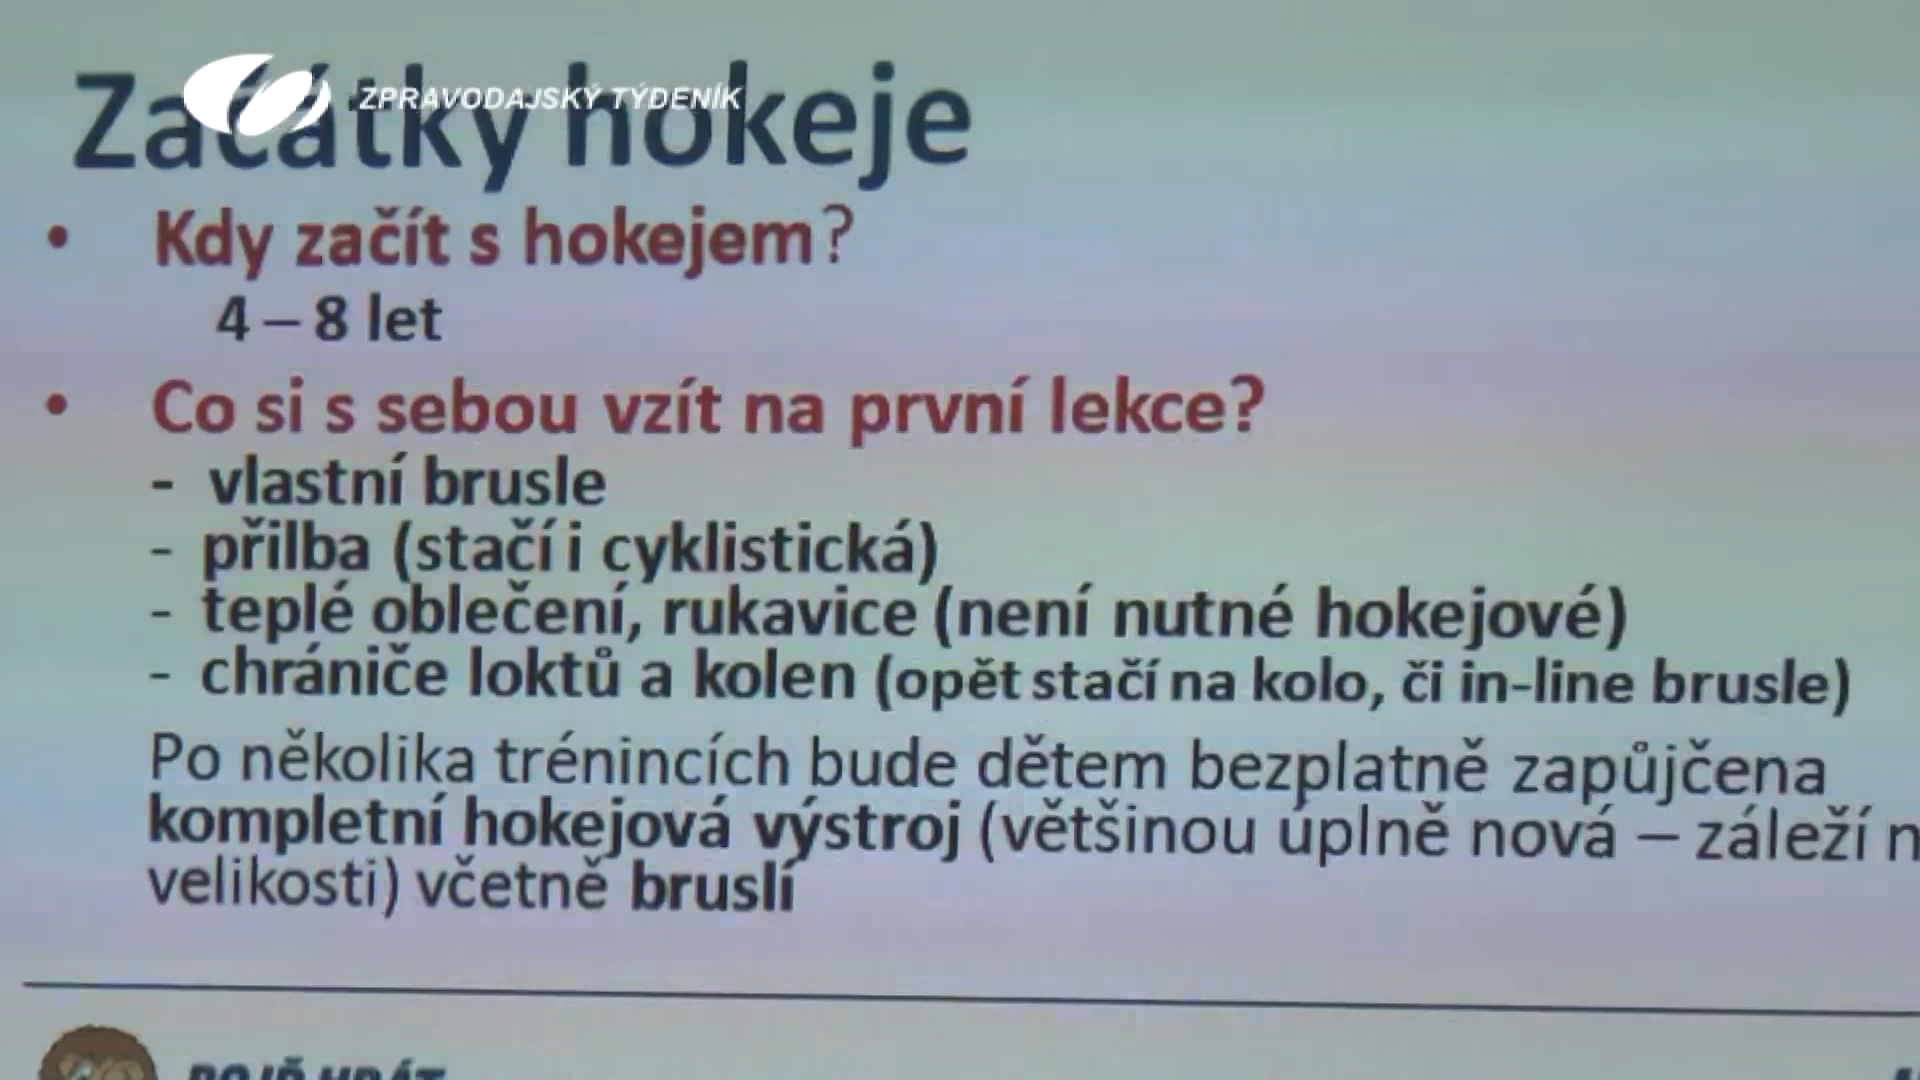 ZPRAVODAJSKÝ TÝDENÍK
Začátky hokeje
• Kdy začít s hokejem?
4 – 8 let
• Co si s sebou vzít na první lekce?
- vlastní brusle
- přilba (stačí i cyklistická)
- teplé oblečení, rukavice (není nutné hokejové)
- chrániče loktů a kolen (opět stačí na kolo, či in-line brusle)
Po několika trénincích bude dětem bezplatně zapůjčena
kompletní hokejová výstroj (většinou úplně nová – záleží n
velikosti) včetně bruslí
POJĎ HRÁT